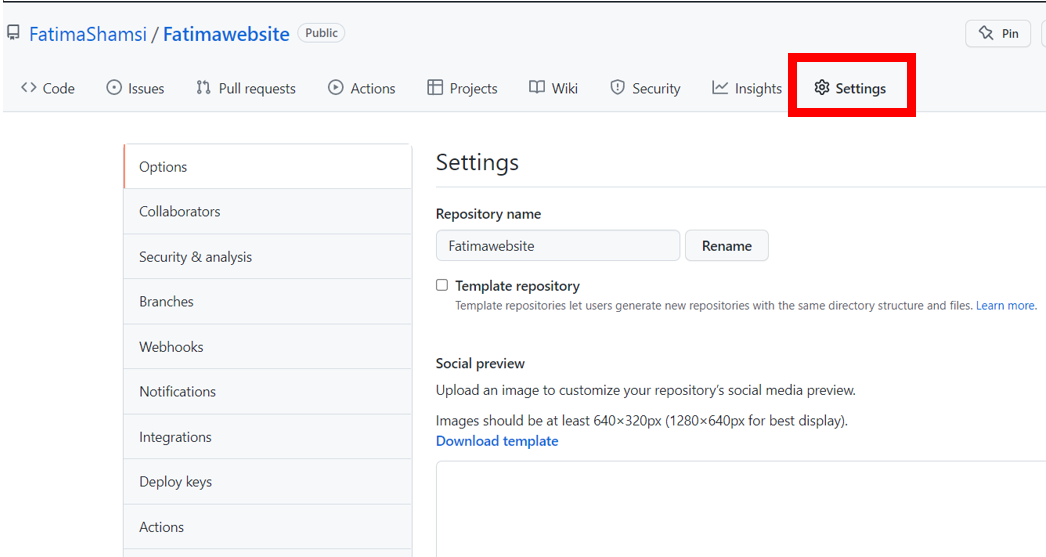 FatimaShamsi / Fatimawebsite Public Pin
Code Issues Pull requests Actions Projects Wiki Security Insights Settings
Options
Collaborators
Security & analysis
Branches
Webhooks
Notifications
Integrations
Deploy keys
Actions
Settings
Repository name
Fatimawebsite Rename
Template repository
Template repositories let users generate new repositories with the same directory structure and files. Learn more.
Social preview
Upload an image to customize your repository's social media preview.
Images should be at least 640×320px (1280×640px for best display).
Download template